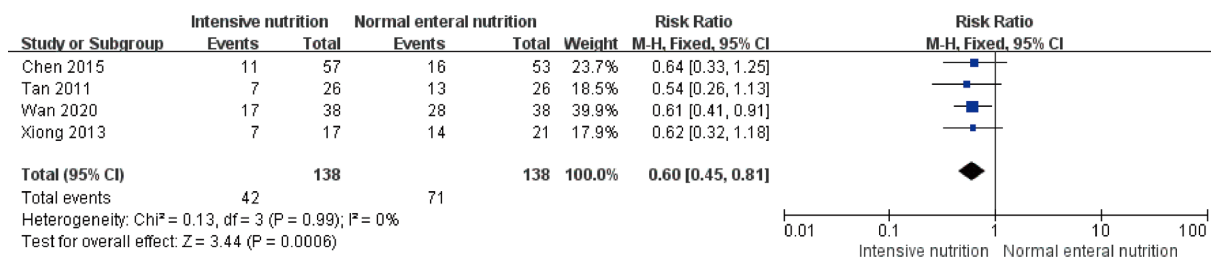 Intensive nutrition Normal enteral nutrition Risk Ratio Risk Ratio
Study or Subgroup Events Total Events Total Weight M-H, Fixed, 95% CI M-H, Fixed, 95% CI
Chen 2015 11 57 16 53 23.7% 0.64 [0.33, 1.25]
Tan 2011 7 26 13 26 18.5% 0.54 [0.26, 1.13]
Wan 2020 17 38 28 38 39.9% 0.61 [0.41, 0.91]
Xiong 2013 7 17 14 21 17.9% 0.62 [0.32, 1.18]
Total (95% CI) 138 138 100.0% 0.60 [0.45, 0.81]
Total events 42 71
Heterogeneity: Chi² = 0.13, df = 3 (P = 0.99); I² = 0%
Test for overall effect: Z = 3.44 (P = 0.0006)
0.01 0.1 1 10 100
Intensive nutrition Normal enteral nutrition